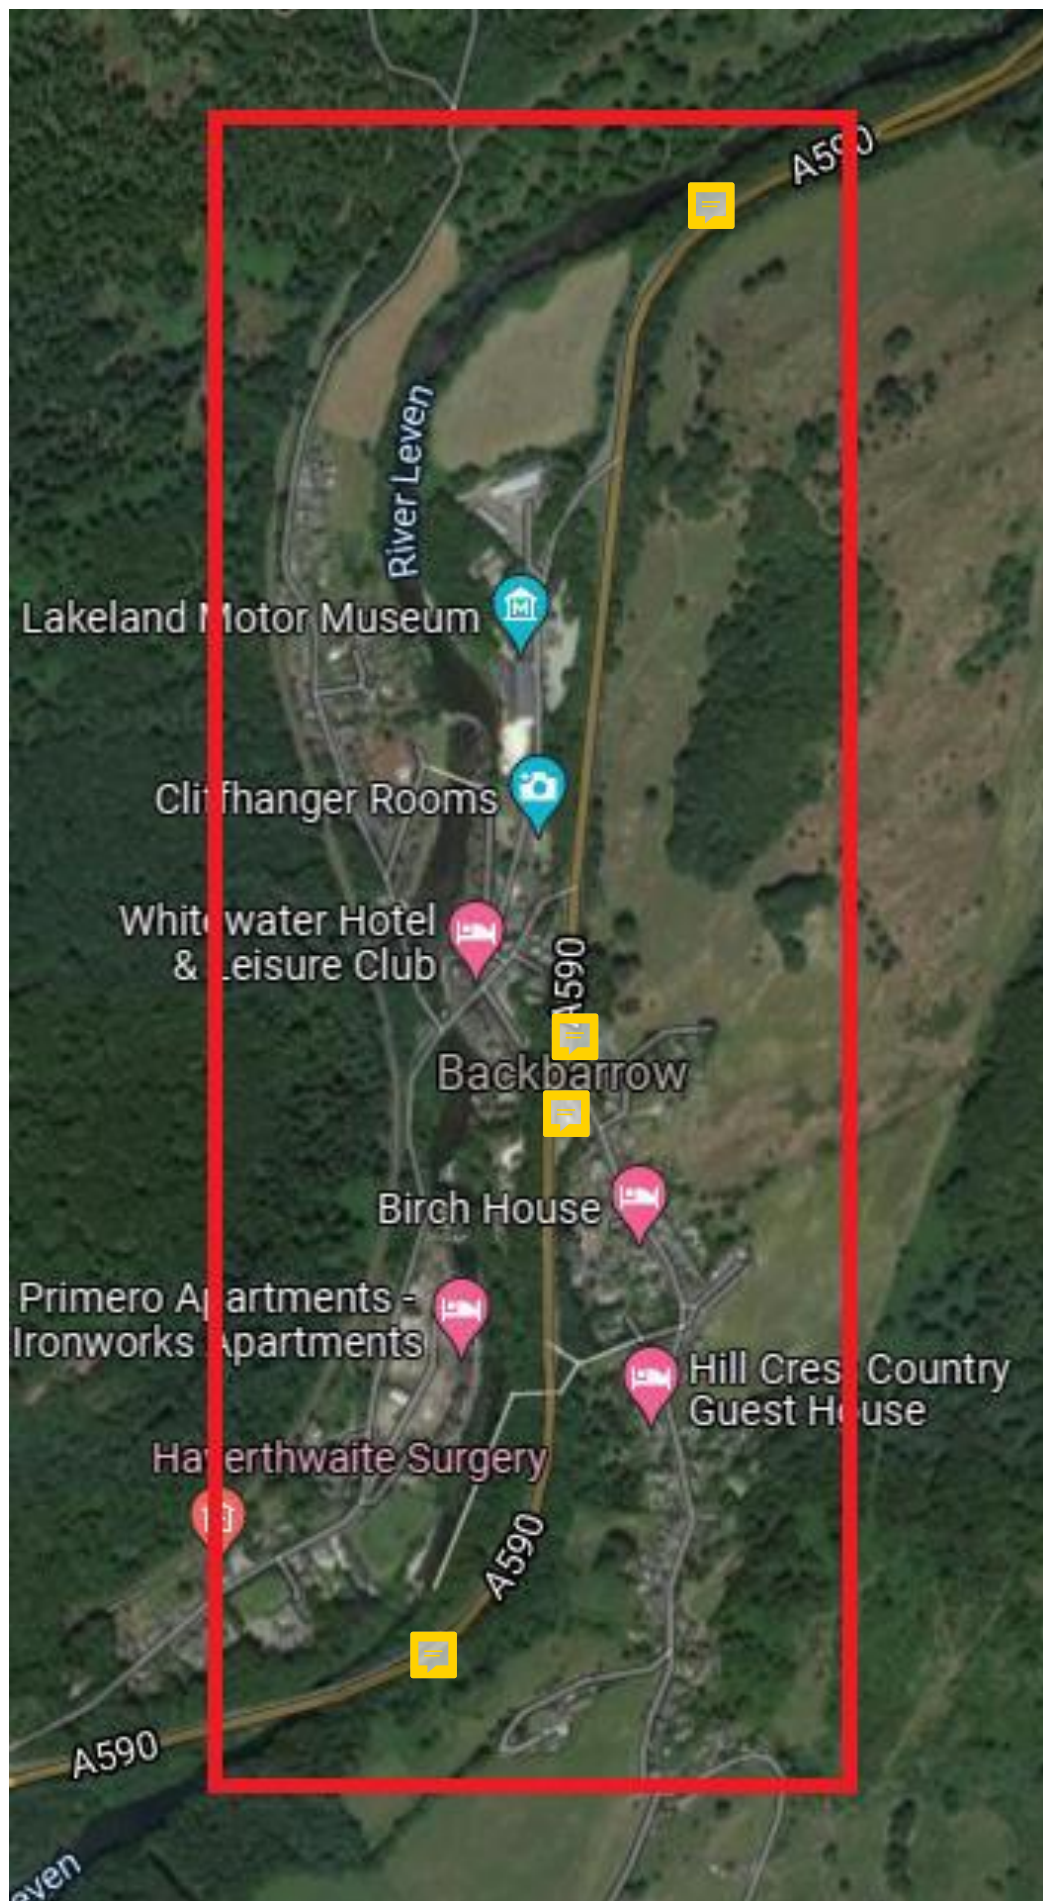 A590
River Leven
Lakeland Motor Museum
Cliffhanger Rooms
Whitewater Hotel
& Leisure Club
A590
Backbarrow
Birch House
Primero Apartments -
Ironworks Apartments
Hill Crest Country
Guest House
Haverthwaite Surgery
A590
A590
even